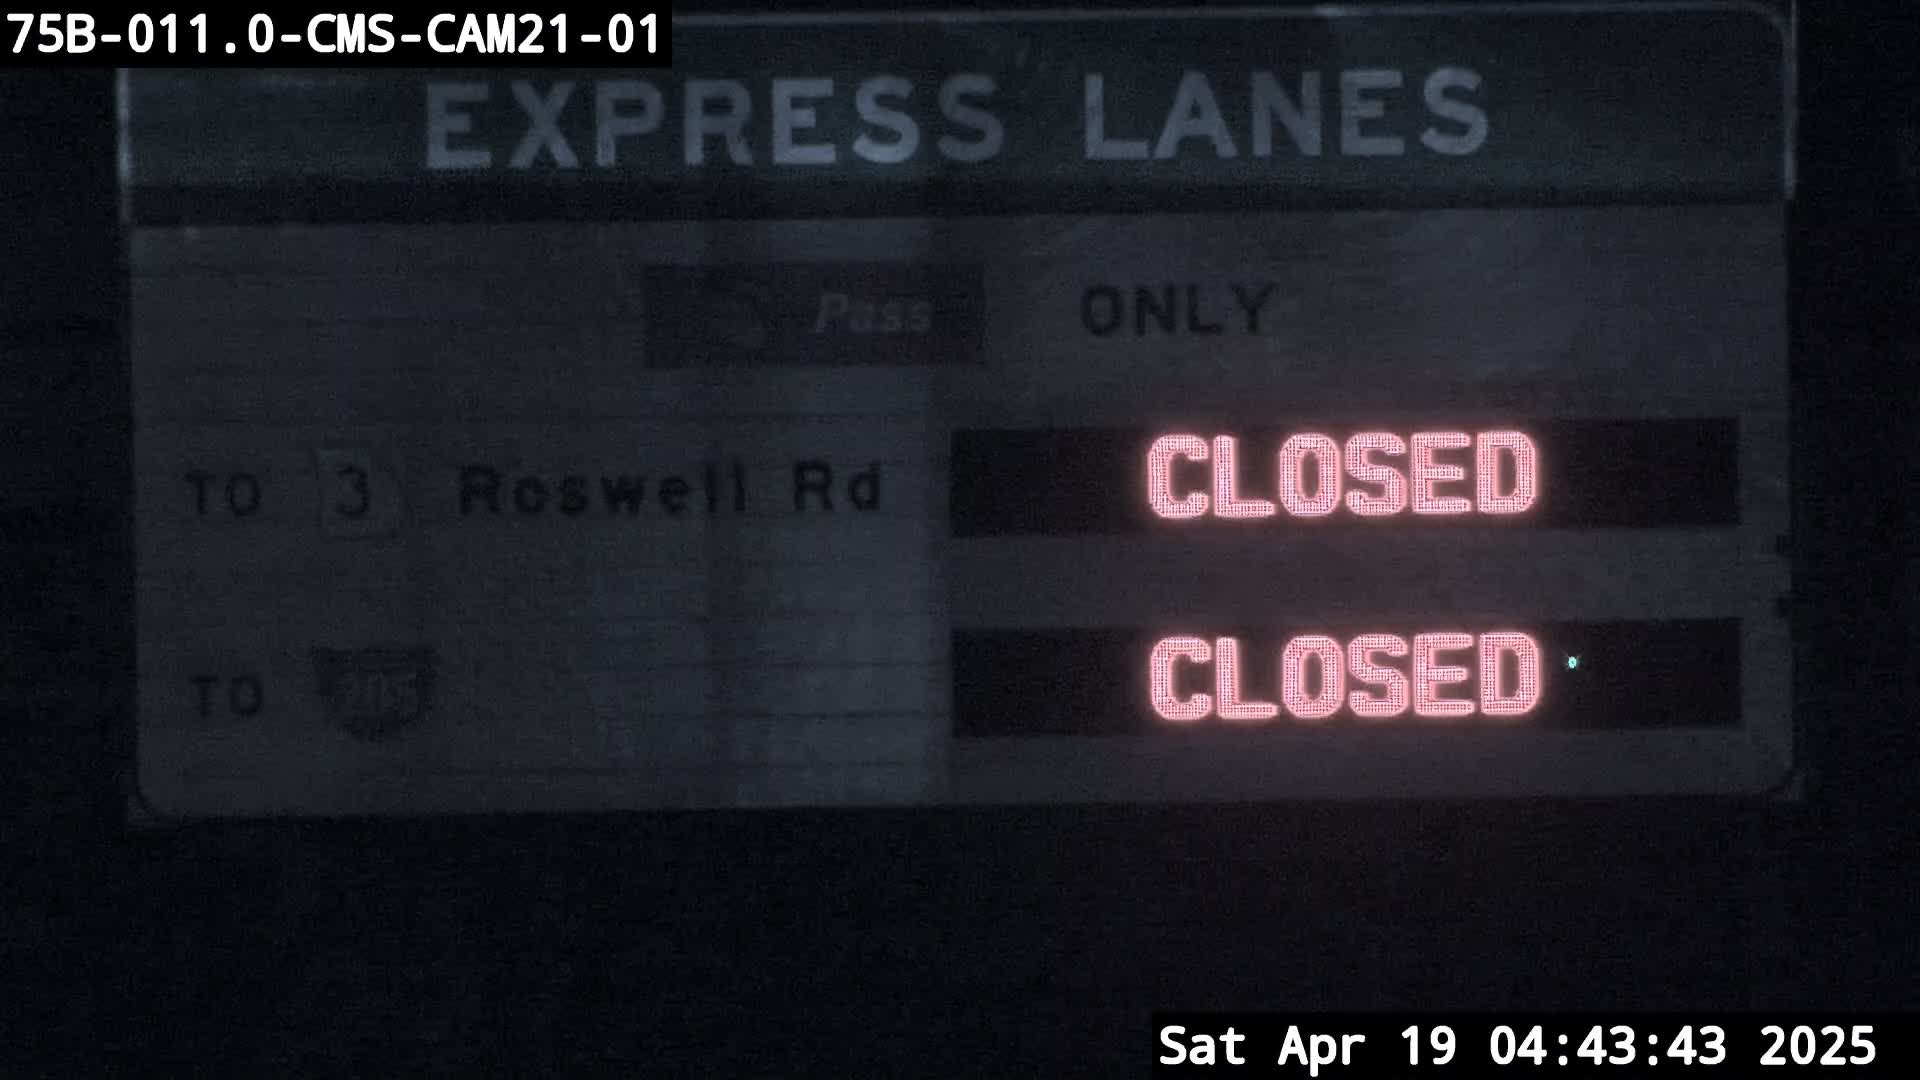 75B-011.0-CMS-CAM21-01
EXPRESS LANES
Pass ONLY
TO 3 Roswell Rd CLOSED
TO 285 CLOSED
Sat Apr 19 04:43:43 2025